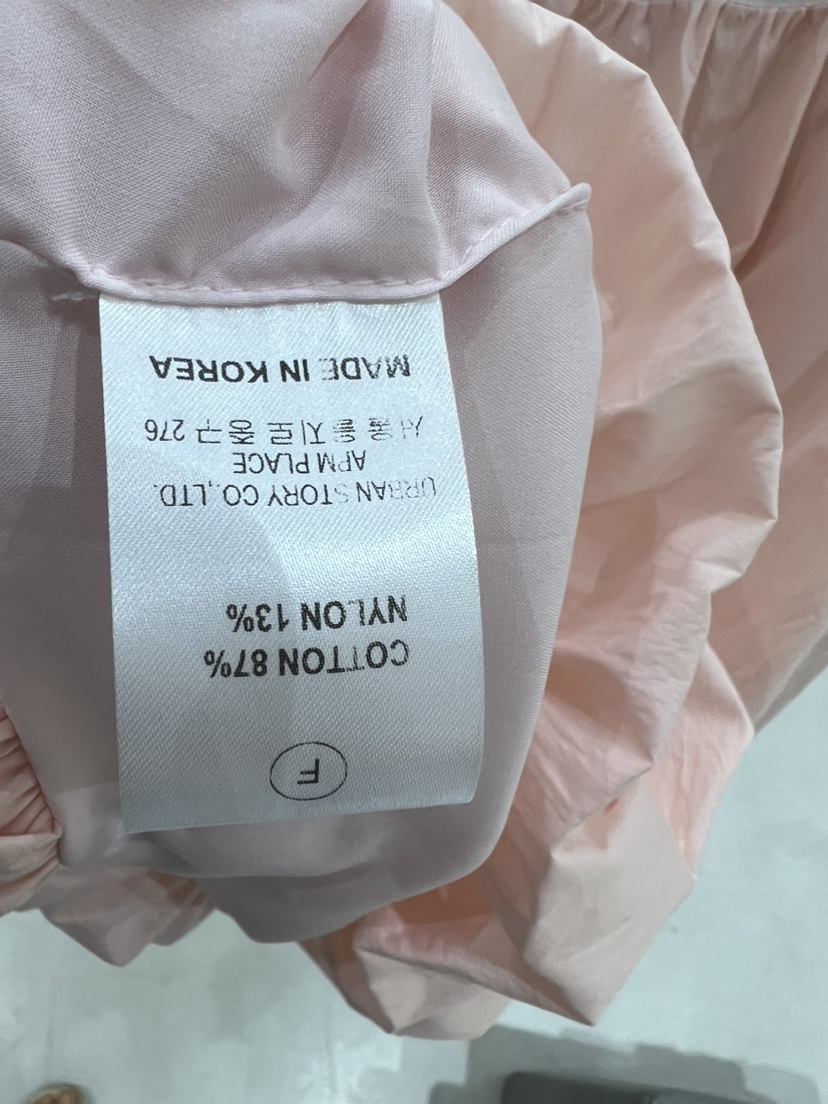 F
COTTON 87%
NYLON 13%
URBAN STORY CO.,LTD.
APM PLACE
서울 을지로 중구 276
MADE IN KOREA